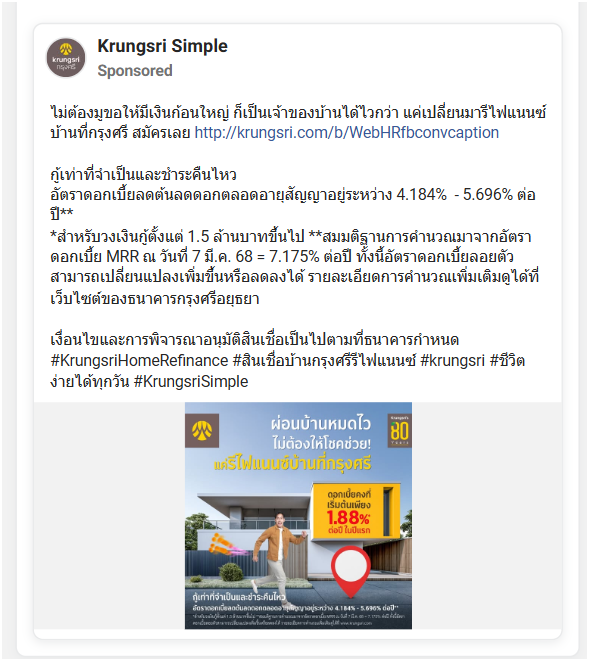 Krungsri Simple
Sponsored
krungsri
กรุงศรี
ไม่ต้องมูขอให้มีเงินก้อนใหญ่ ก็เป็นเจ้าของบ้านได้ไวกว่า แค่เปลี่ยนมารีไฟแนนซ์
บ้านที่กรุงศรี สมัครเลย http://krungsri.com/b/WebHRfbconvcaption
กู้เท่าที่จำเป็นและชำระคืนไหว
อัตราดอกเบี้ยลดต้นลดดอกตลอดอายุสัญญาอยู่ระหว่าง 4.184% - 5.696% ต่อ
ปี**
*สำหรับวงเงินกู้ตั้งแต่ 1.5 ล้านบาทขึ้นไป **สมมติฐานการคำนวณมาจากอัตรา
ดอกเบี้ย MRR ณ วันที่ 7 มี.ค. 68 = 7.175% ต่อปี ทั้งนี้อัตราดอกเบี้ยลอยตัว
สามารถเปลี่ยนแปลงเพิ่มขึ้นหรือลดลงได้ รายละเอียดการคำนวณเพิ่มเติมดูได้ที่
เว็บไซต์ของธนาคารกรุงศรีอยุธยา
เงื่อนไขและการพิจารณาอนุมัติสินเชื่อเป็นไปตามที่ธนาคารกำหนด
#KrungsriHomeRefinance #สินเชื่อบ้านกรุงศรีรีไฟแนนซ์ #krungsri #ชีวิต
ง่ายได้ทุกวัน #KrungsriSimple
ผ่อนบ้านหมดไว
ไม่ต้องให้โชคช่วย!
แค่รีไฟแนนซ์บ้านที่กรุงศรี
80
ดอกเบี้ยคงที่
เริ่มต้นเพียง
1.88%*
ต่อปี ในปีแรก
กู้เท่าที่จำเป็นและชำระคืนไหว
อัตราดอกเบี้ยลดต้นลดดอกตลอดอายุสัญญาอยู่ระหว่าง 4.184% - 5.696% ต่อปี**